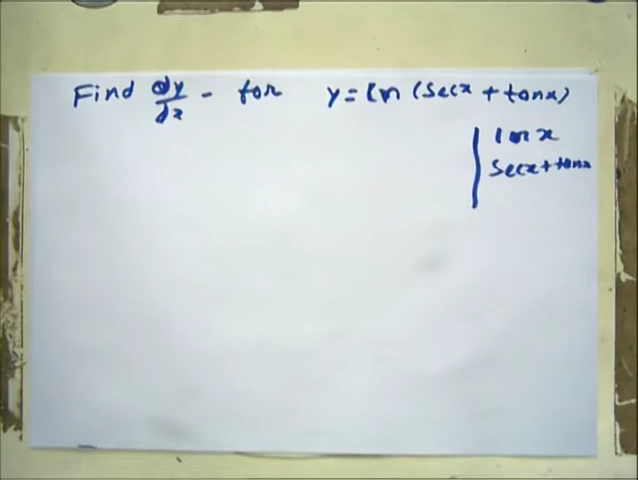 Find dy/dx - for y = ln (Secx + tanx)
ln x
Secx + tanx